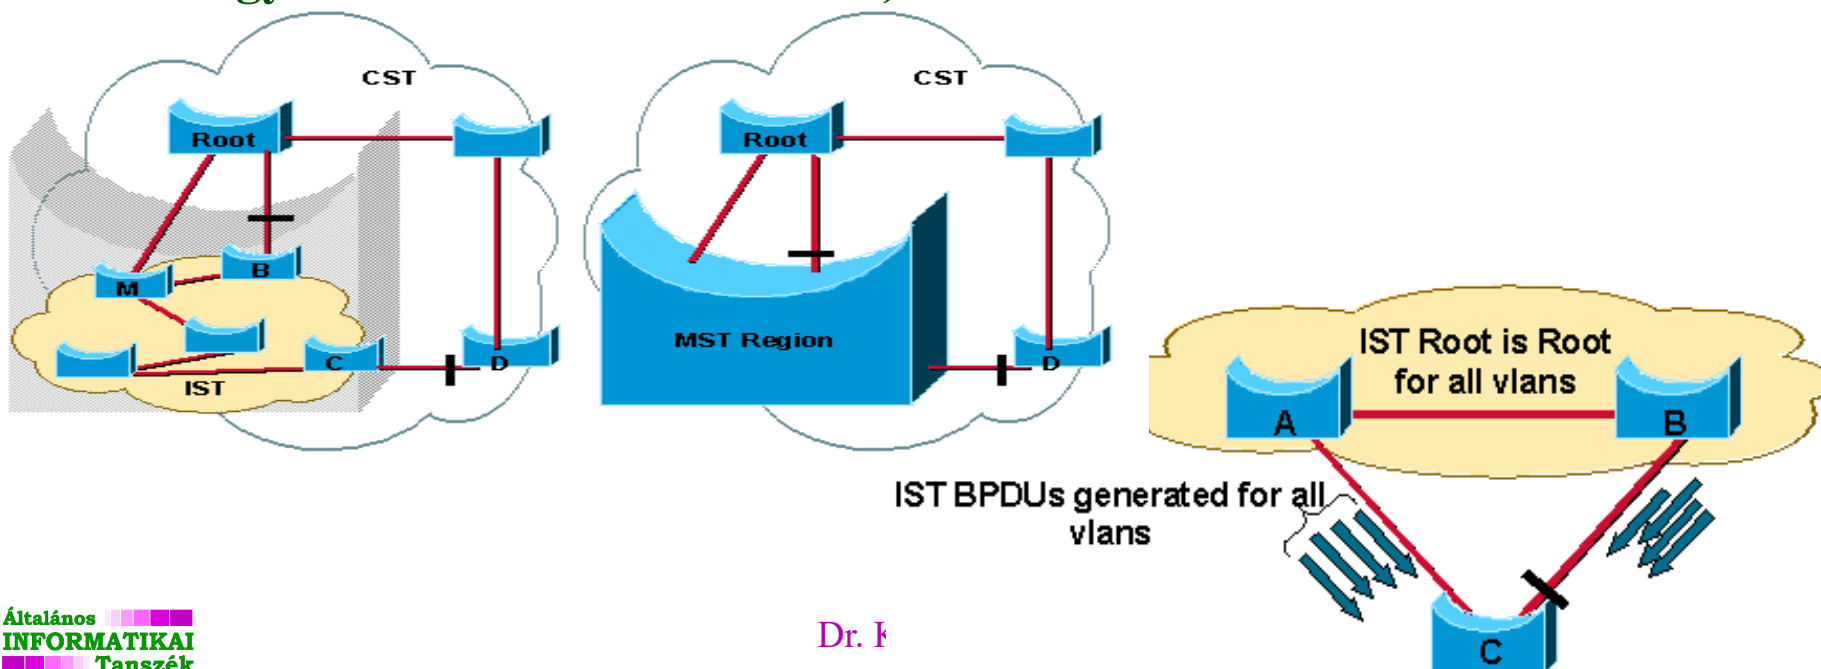 CST
Root
B
M
C
D
IST
CST
Root
MST Region
D
IST Root is Root
for all vlans
A
B
IST BPDUs generated for all
vlans
C
Általános
INFORMATIKAI
Tanszék
Dr.